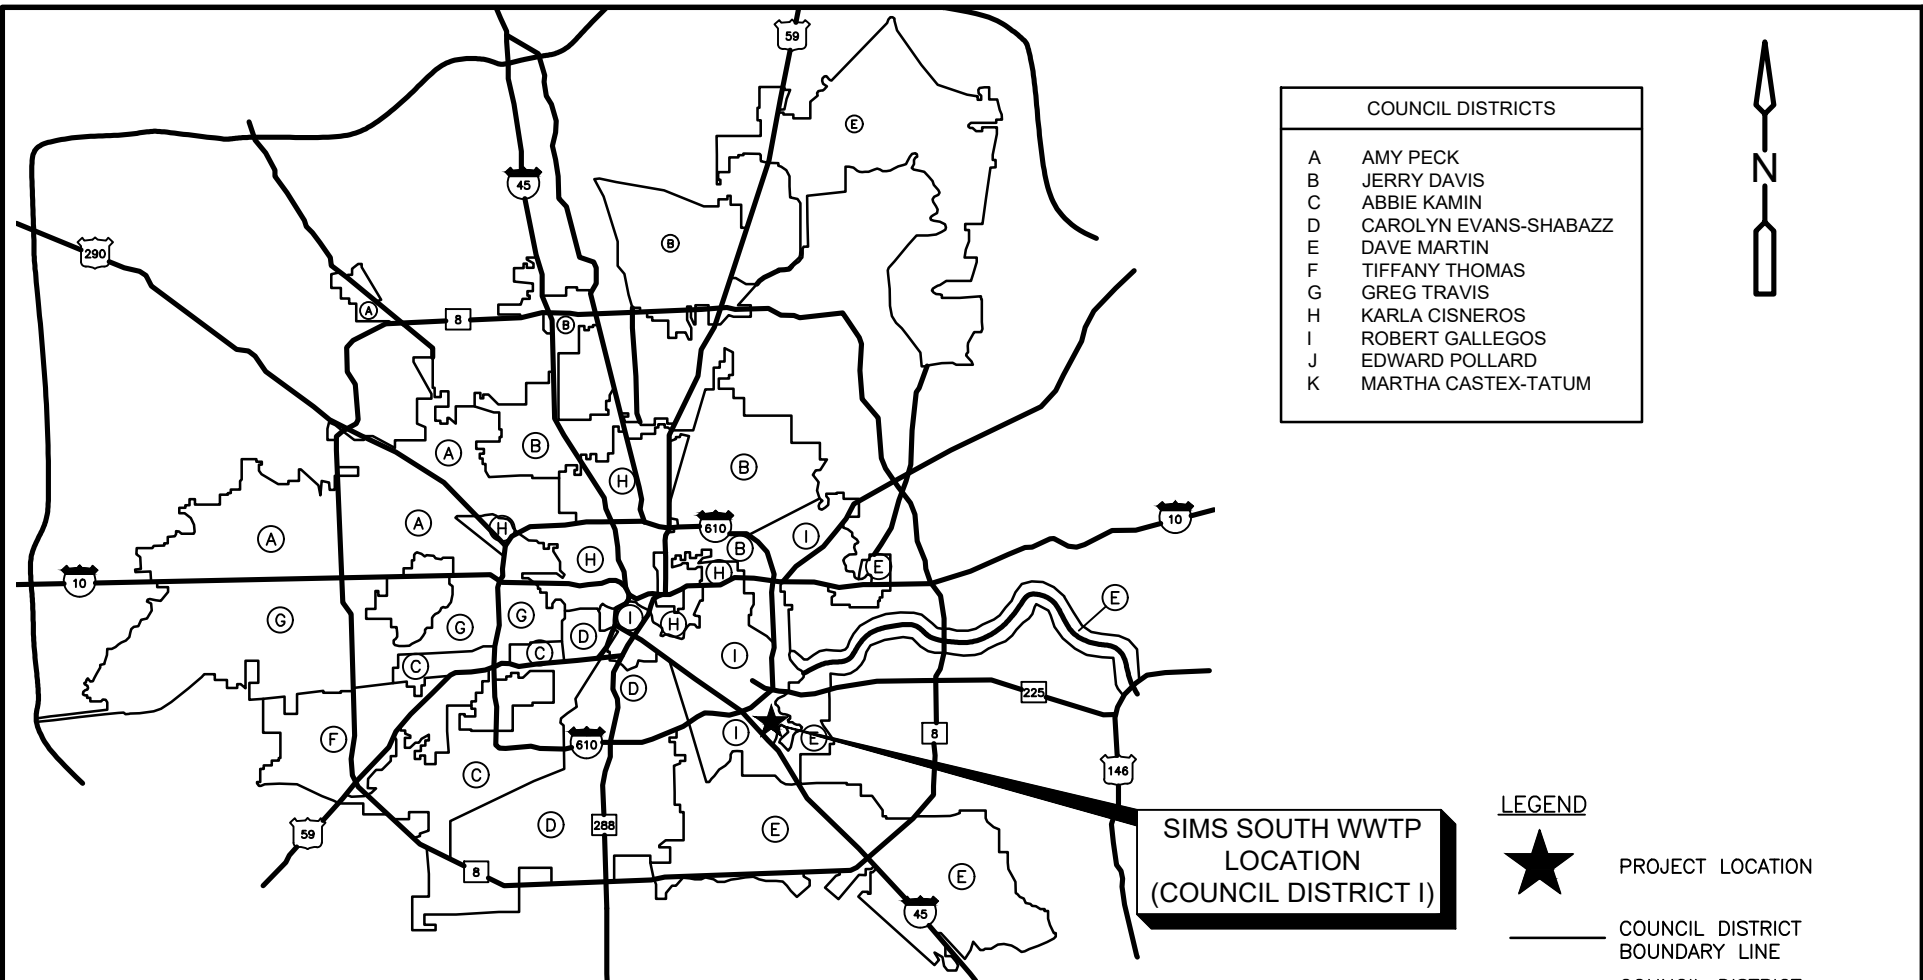 59
E
45
B
290
A
8
B
COUNCIL DISTRICTS
A AMY PECK
B JERRY DAVIS
C ABBIE KAMIN
D CAROLYN EVANS-SHABAZZ
E DAVE MARTIN
F TIFFANY THOMAS
G GREG TRAVIS
H KARLA CISNEROS
I ROBERT GALLEGOS
J EDWARD POLLARD
K MARTHA CASTEX-TATUM
N
A
B
H
B
A
A
H
610
I
10
H
B
H
E
10
G
G
G
D
I
H
E
C
C
I
D
225
F
610
I
E
8
C
146
59
D
288
E
8
E
45
SIMS SOUTH WWTP
LOCATION
(COUNCIL DISTRICT I)
LEGEND
PROJECT LOCATION
COUNCIL DISTRICT
BOUNDARY LINE